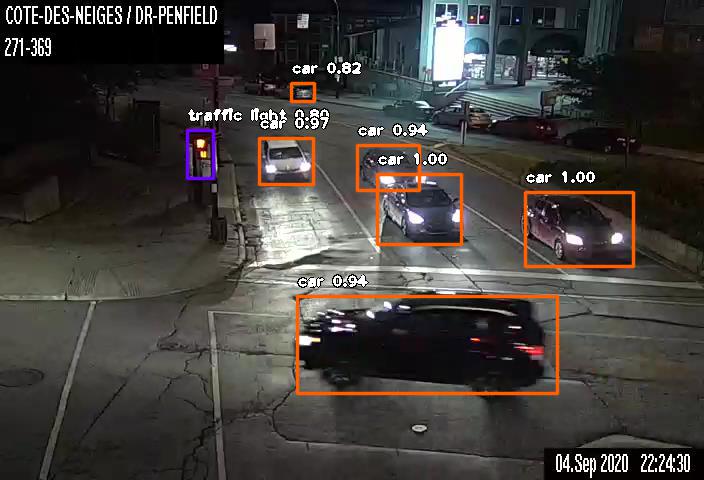 COTE-DES-NEIGES / DR-PENFIELD
271-369
car 0.82
traffic light 0.80
car 0.97
car 0.94
car 1.00
car 1.00
car 0.94
04.Sep 2020 22:24:30